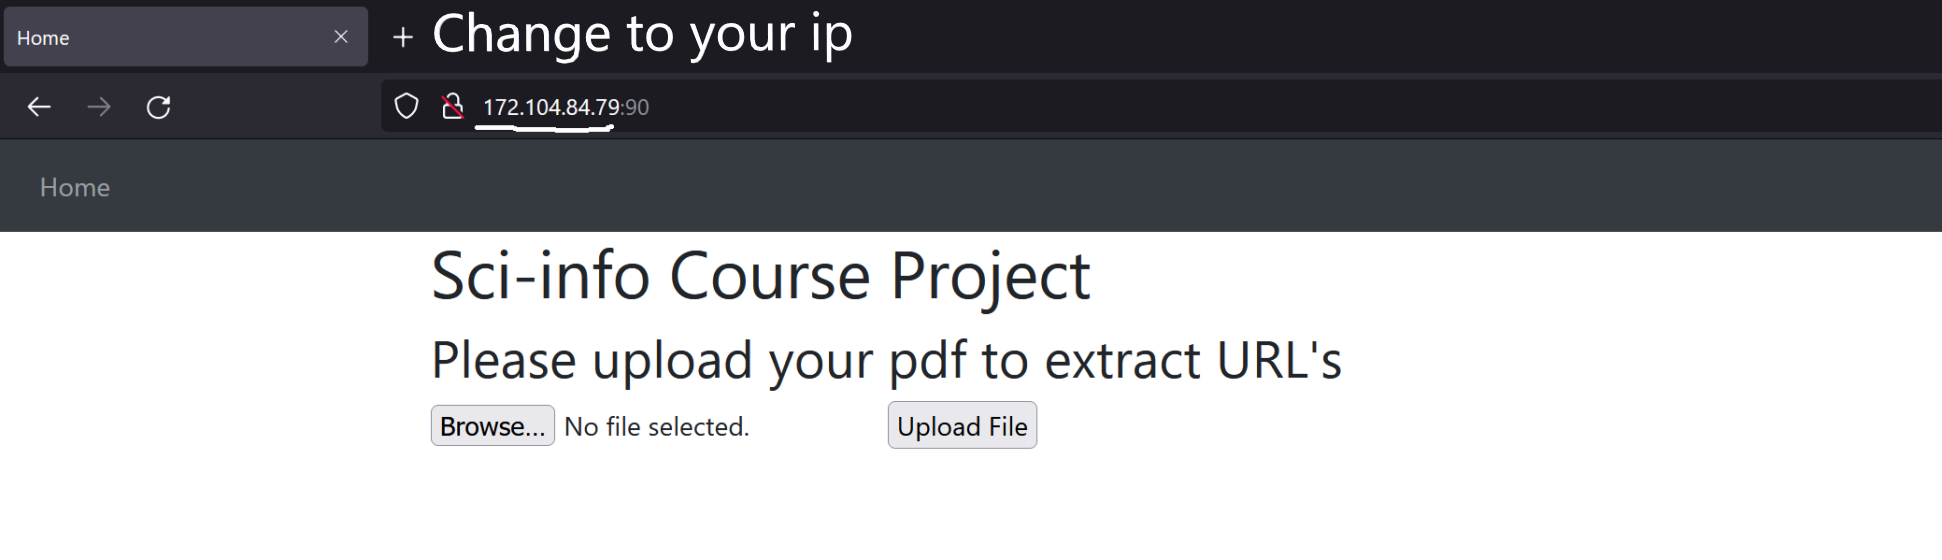 Home
Change to your ip
172.104.84.79:90
Home
Sci-info Course Project
Please upload your pdf to extract URL's
Browse... No file selected. Upload File